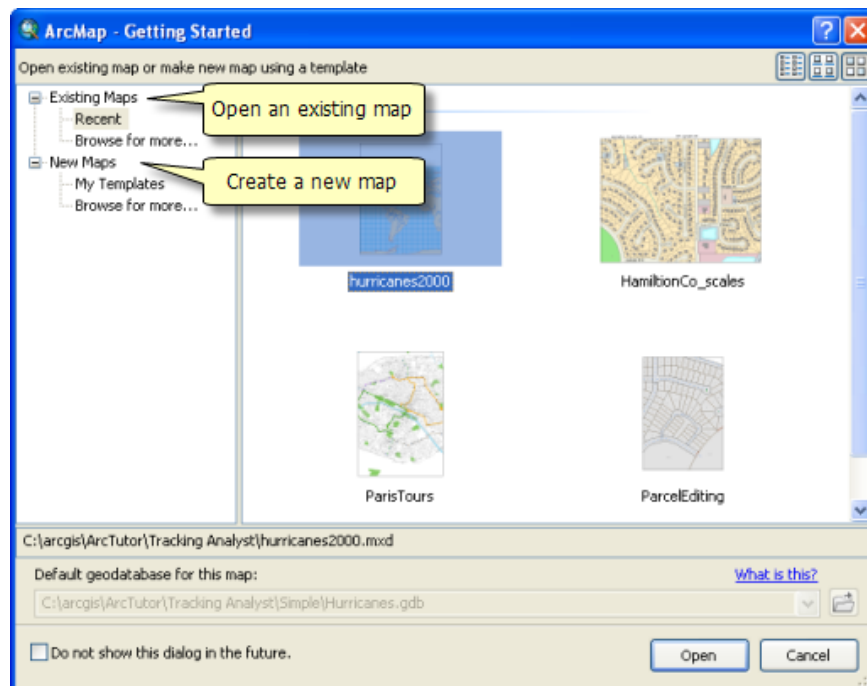 ArcMap - Getting Started
Open existing map or make new map using a template
Existing Maps
Recent
Browse for more...
New Maps
My Templates
Browse for more...
Open an existing map
Create a new map
hurricanes2000
HamiltionCo_scales
ParisTours
ParcelEditing
C:\arcgis\ArcTutor\Tracking Analyst\hurricanes2000.mxd
Default geodatabase for this map:
What is this?
C:\arcgis\ArcTutor\Tracking Analyst\Simple\Hurricanes.gdb
Do not show this dialog in the future.
Open
Cancel